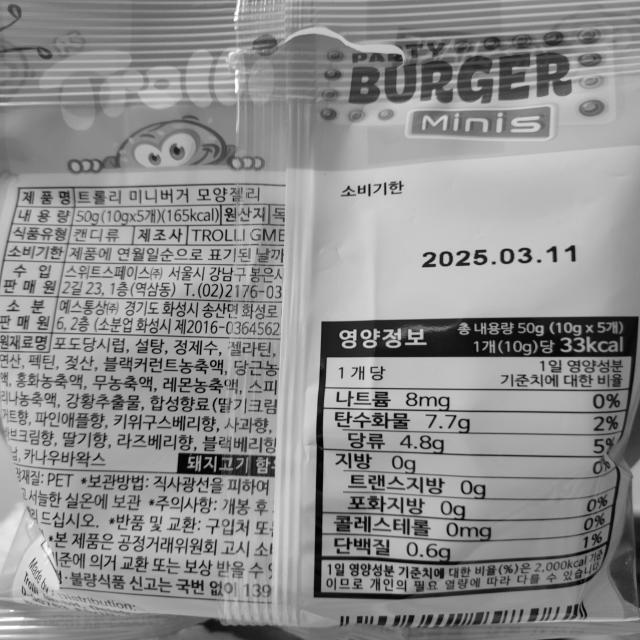 Trolli
PARTY
BURGER
Minis
제품명 트롤리 미니버거 모양젤리
내용량 50g(10gx5개)(165kcal) 원산지 독
식품유형 캔디류 제조사 TROLLI GMB
소비기한 제품에 연월일순으로 표기된 날까
수입판매원 스위트스페이스㈜ 서울시 강남구 봉은사
2길 23, 1층(역삼동) T.(02)2176-03
소분판매원 예스통상㈜ 경기도 화성시 송산면 화성로
6, 2층 (소분업 화성시 제2016-0364562
원재료명 포도당시럽, 설탕, 정제수, 젤라틴,
연산, 펙틴, 젖산, 블랙커런트농축액, 당근농
액, 홍화농축액, 무농축액, 레몬농축액, 스피
리나농축액, 강황추출물, 합성향료(딸기크림
트향, 파인애플향, 키위구스베리향, 사과향,
크림향, 딸기향, 라즈베리향, 블랙베리향
카나우바왁스
돼지고기 함
재질: PET *보관방법: 직사광선을 피하여
서늘한 실온에 보관 *주의사항: 개봉 후
드십시오. *반품 및 교환: 구입처 또
*본 제품은 공정거래위원회 고시 소비
기준에 의거 교환 또는 보상 받을 수
불량식품 신고는 국번 없이 139
Made by
distribution:
소비기한
2025.03.11
영양정보 총 내용량 50g (10g x 5개)
1개(10g)당 33kcal
1개당 1일 영양성분
기준치에 대한 비율
나트륨 8mg 0%
탄수화물 7.7g 2%
당류 4.8g 5%
지방 0g 0%
트랜스지방 0g
포화지방 0g 0%
콜레스테롤 0mg 0%
단백질 0.6g 1%
1일 영양성분 기준치에 대한 비율(%)은 2,000kcal 기준
이므로 개인의 필요 열량에 따라 다를 수 있습니다